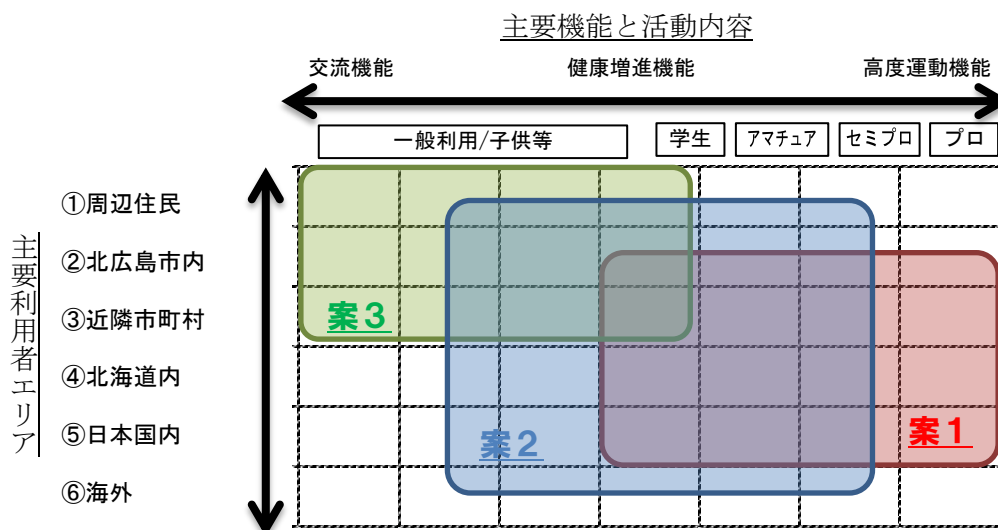 主要機能と活動内容
交流機能
健康増進機能
高度運動機能
一般利用/子供等
学生
アマチュア
セミプロ
プロ
主要利用者エリア
①周辺住民
②北広島市内
③近隣市町村
④北海道内
⑤日本国内
⑥海外
案3
案2
案1